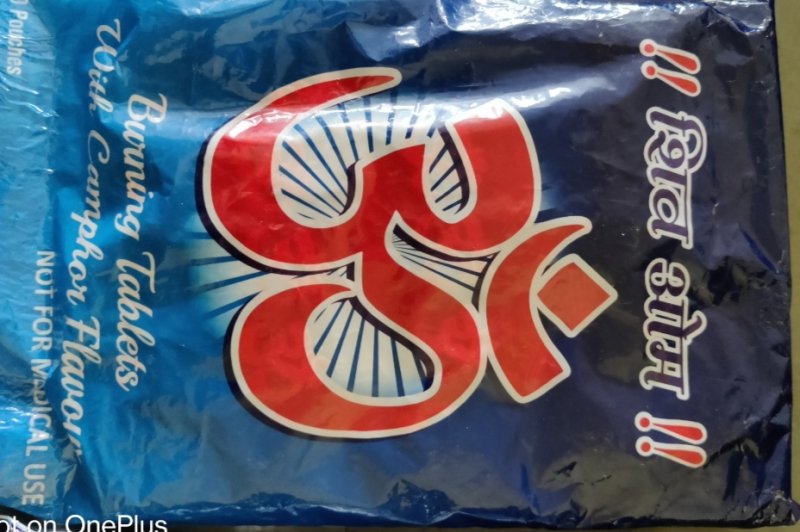 !! शिव ओम !!
ॐ
Burning Tablets
With Camphor Flavour
NOT FOR MEDICAL USE
Pouches
ot on OnePlus